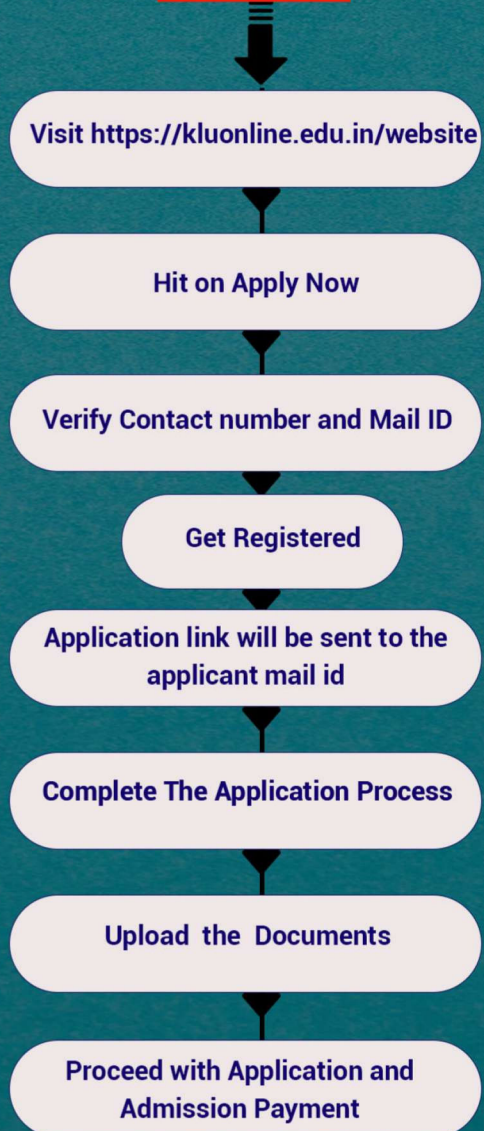 Visit https://kluonline.edu.in/website
Hit on Apply Now
Verify Contact number and Mail ID
Get Registered
Application link will be sent to the
applicant mail id
Complete The Application Process
Upload the Documents
Proceed with Application and
Admission Payment